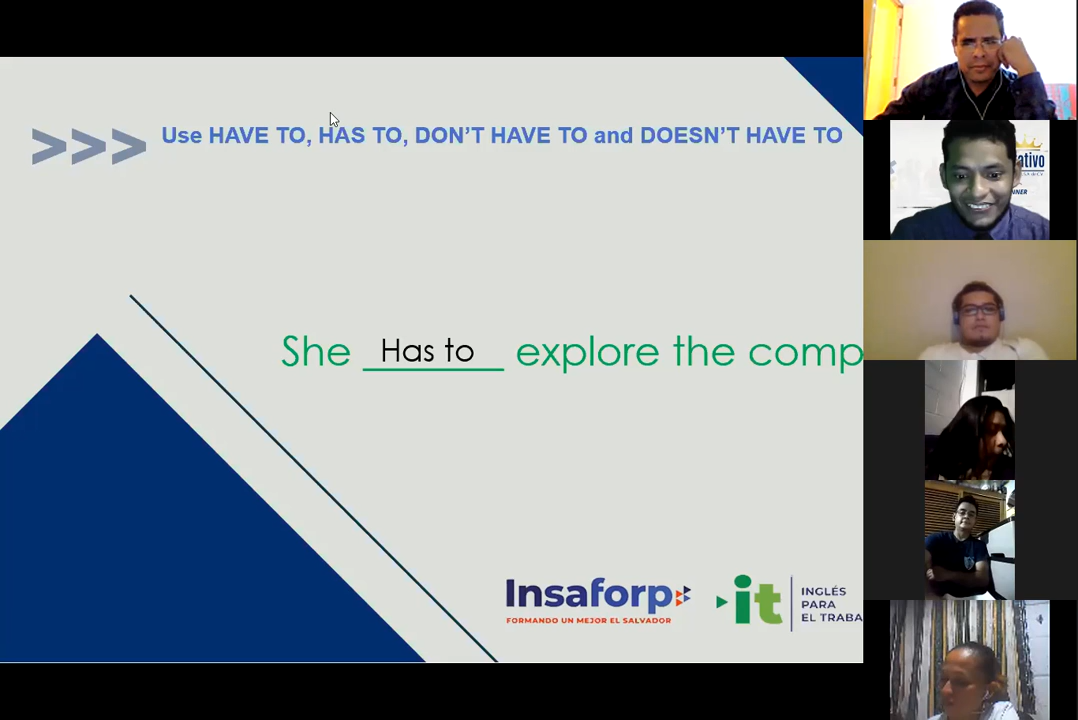 >>> Use HAVE TO, HAS TO, DON'T HAVE TO and DOESN'T HAVE TO
She Has to explore the comp
Insaforp
FORMANDO UN MEJOR EL SALVADOR
it
INGLÉS
PARA
EL TRABA
ativo